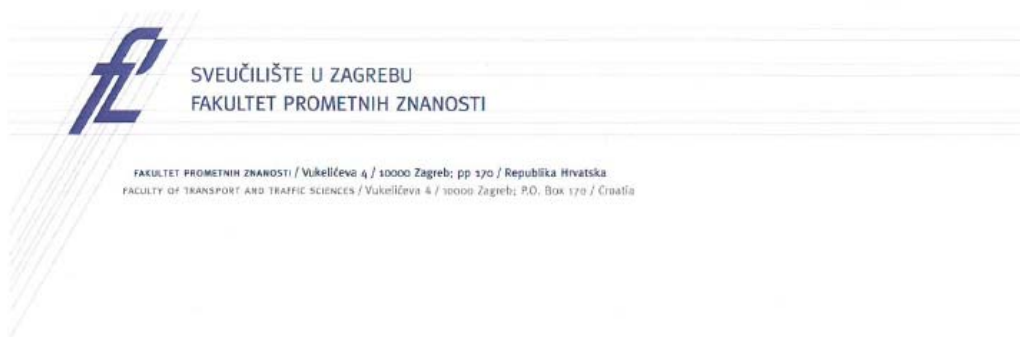 SVEUČILIŠTE U ZAGREBU
FAKULTET PROMETNIH ZNANOSTI
FAKULTET PROMETNIH ZNANOSTI / Vukelićeva 4 / 10000 Zagreb; pp 170 / Republika Hrvatska
FACULTY OF TRANSPORT AND TRAFFIC SCIENCES / Vukelićeva 4 / 10000 Zagreb; P.O. Box 170 / Croatia